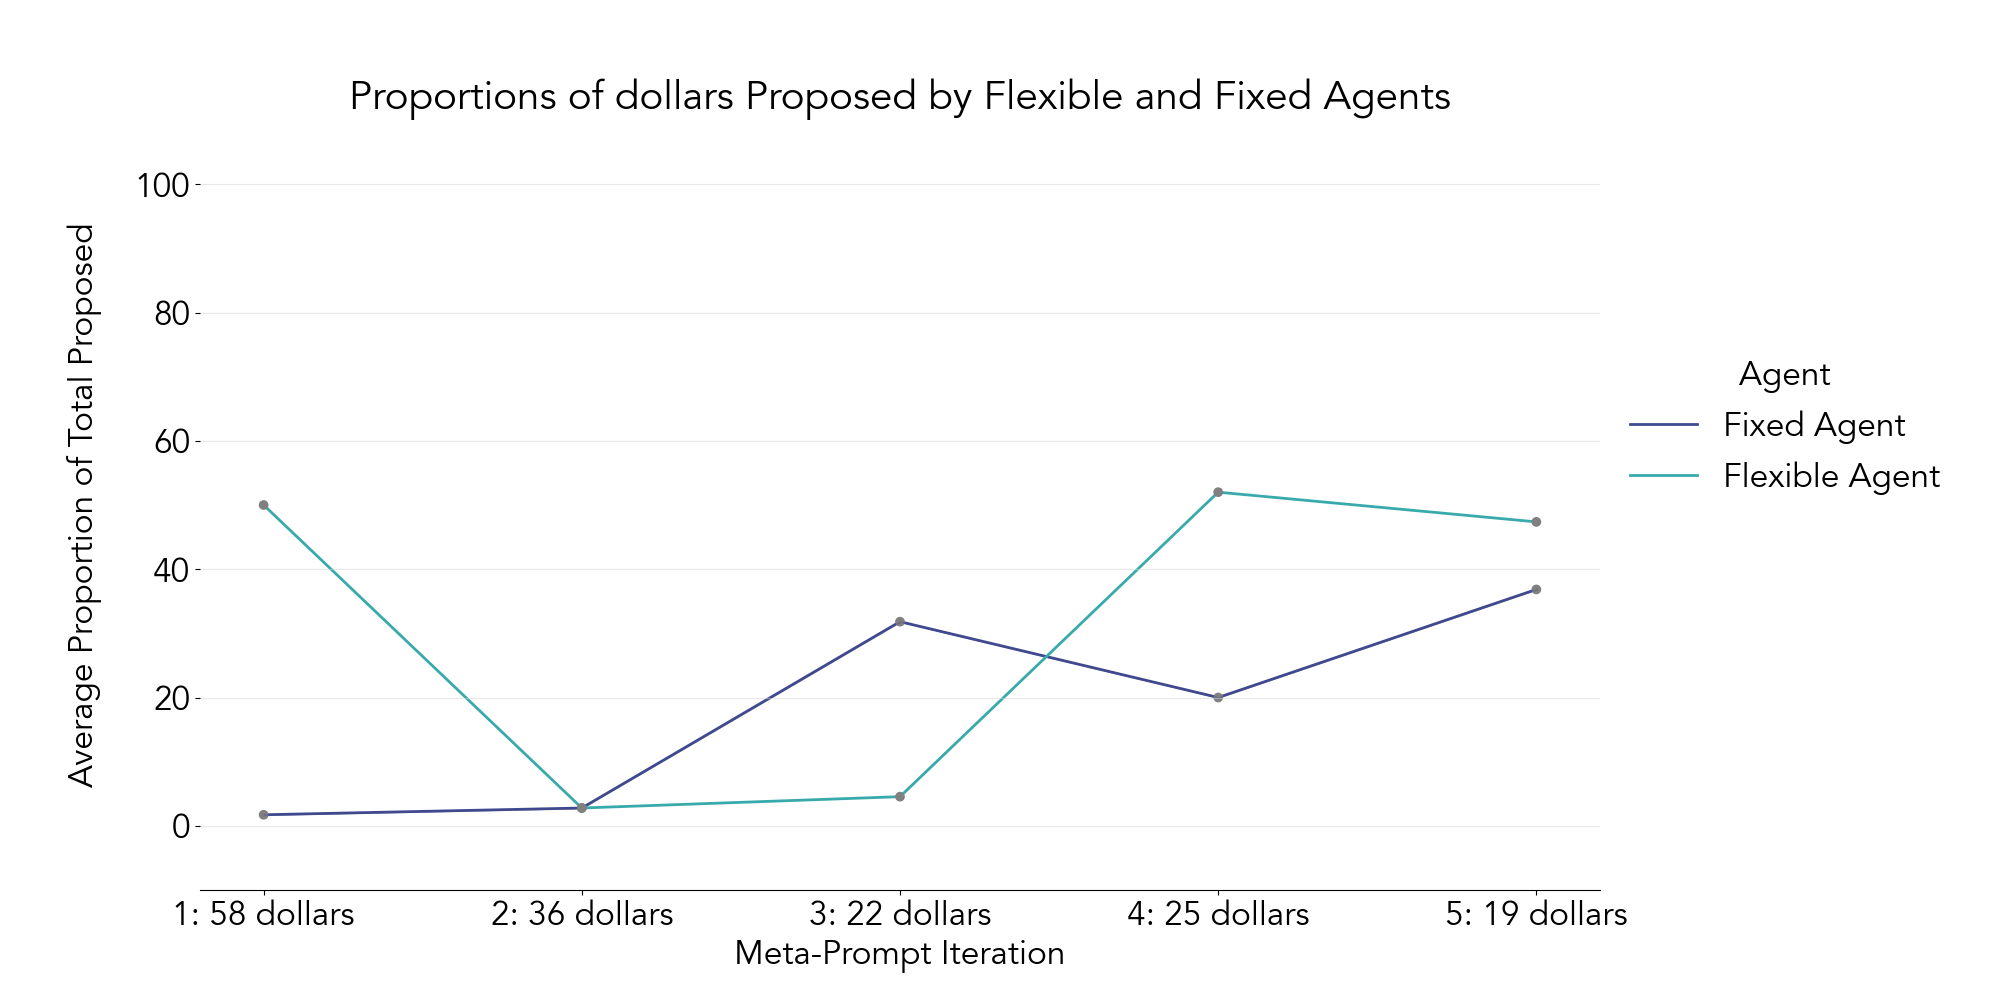 Proportions of dollars Proposed by Flexible and Fixed Agents
100
80
60
40
20
0
Average Proportion of Total Proposed
1: 58 dollars
2: 36 dollars
3: 22 dollars
4: 25 dollars
5: 19 dollars
Meta-Prompt Iteration
Agent
Fixed Agent
Flexible Agent